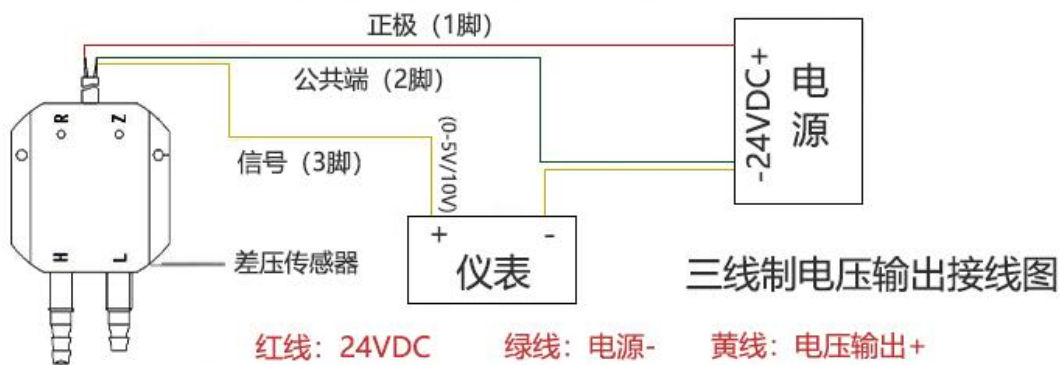 正极（1脚）
公共端（2脚）
信号（3脚）
(0-5V/10V)
-24VDC+
电源
R
Z
H
L
差压传感器
+
-
仪表
三线制电压输出接线图
红线：24VDC 绿线：电源- 黄线：电压输出+